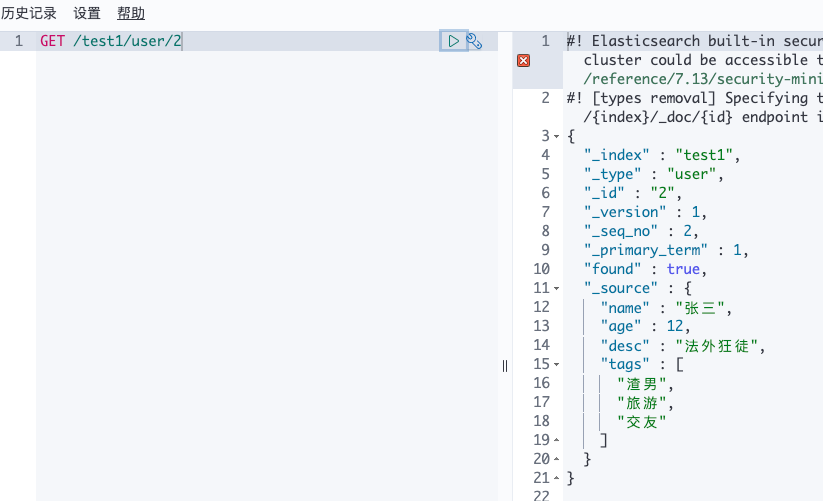 历史记录 设置 帮助
1 GET /test1/user/2
1 #! Elasticsearch built-in secur
cluster could be accessible t
/reference/7.13/security-mini
2 #! [types removal] Specifying t
/{index}/_doc/{id} endpoint i
3 {
4 "_index" : "test1",
5 "_type" : "user",
6 "_id" : "2",
7 "_version" : 1,
8 "_seq_no" : 2,
9 "_primary_term" : 1,
10 "found" : true,
11 "_source" : {
12 "name" : "张三",
13 "age" : 12,
14 "desc" : "法外狂徒",
15 "tags" : [
16 "渣男",
17 "旅游",
18 "交友"
19 ]
20 }
21 }
22